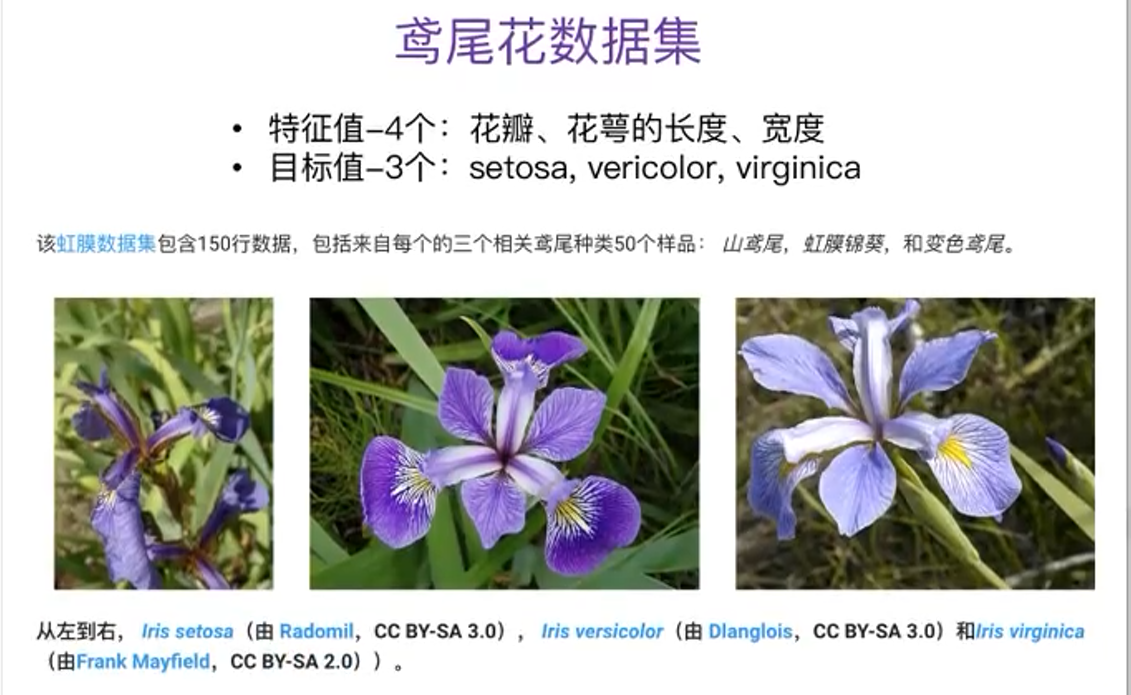 鸢尾花数据集
• 特征值-4个：花瓣、花萼的长度、宽度
• 目标值-3个：setosa, vericolor, virginica
该虹膜数据集包含150行数据，包括来自每个的三个相关鸢尾种类50个样品： 山鸢尾，虹膜锦葵，和变色鸢尾。
从左到右， Iris setosa（由 Radomil，CC BY-SA 3.0），Iris versicolor（由 Dlanglois，CC BY-SA 3.0）和Iris virginica
（由Frank Mayfield，CC BY-SA 2.0））。